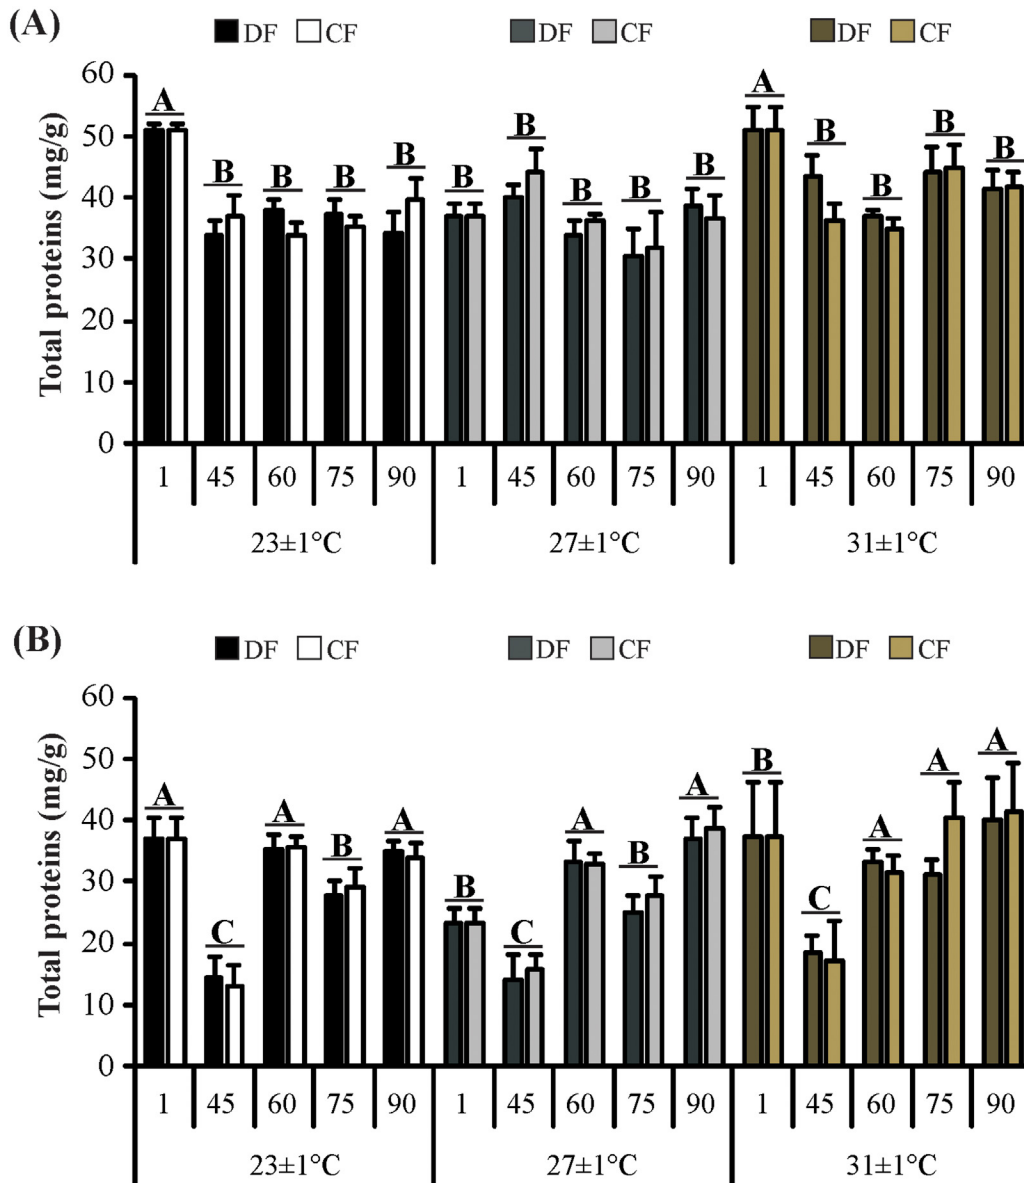 (A)
DF CF DF CF DF CF
Total proteins (mg/g)
60
50
40
30
20
10
0
A B B B B B B B B B A B B B B
1 45 60 75 90 1 45 60 75 90 1 45 60 75 90
23±1°C 27±1°C 31±1°C
(B)
DF CF DF CF DF CF
Total proteins (mg/g)
60
50
40
30
20
10
0
A C A B A B C A B A B C A A A
1 45 60 75 90 1 45 60 75 90 1 45 60 75 90
23±1°C 27±1°C 31±1°C